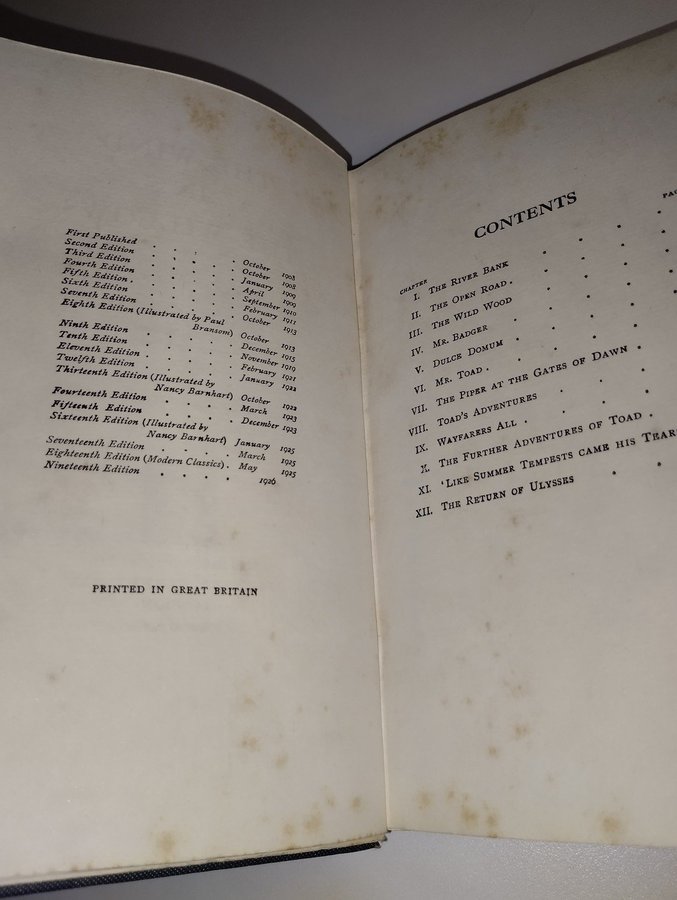 First Published . . . . October 1908
Second Edition . . . . October 1908
Third Edition . . . . January 1909
Fourth Edition . . . . April 1909
Fifth Edition . . . . September 1910
Sixth Edition . . . . February 1911
Seventh Edition . . . . October 1913
Eighth Edition (Illustrated by Paul
Bransom) October 1913
Ninth Edition . . . . December 1915
Tenth Edition . . . . November 1919
Eleventh Edition . . . . February 1921
Twelfth Edition . . . . January 1922
Thirteenth Edition (Illustrated by
Nancy Barnhart) October 1922
Fourteenth Edition . . . . March 1923
Fifteenth Edition . . . . December 1923
Sixteenth Edition (Illustrated by
Nancy Barnhart) January 1925
Seventeenth Edition . . . . March 1925
Eighteenth Edition (Modern Classics) . May 1925
Nineteenth Edition . . . . 1926
PRINTED IN GREAT BRITAIN
CONTENTS
CHAPTER
I. THE RIVER BANK
II. THE OPEN ROAD .
III. THE WILD WOOD
IV. MR. BADGER
V. DULCE DOMUM
VI. MR. TOAD .
VII. THE PIPER AT THE GATES OF DAWN
VIII. TOAD'S ADVENTURES
IX. WAYFARERS ALL .
X. THE FURTHER ADVENTURES OF TOAD .
XI. 'LIKE SUMMER TEMPESTS CAME HIS TEARS
XII. THE RETURN OF ULYSSES